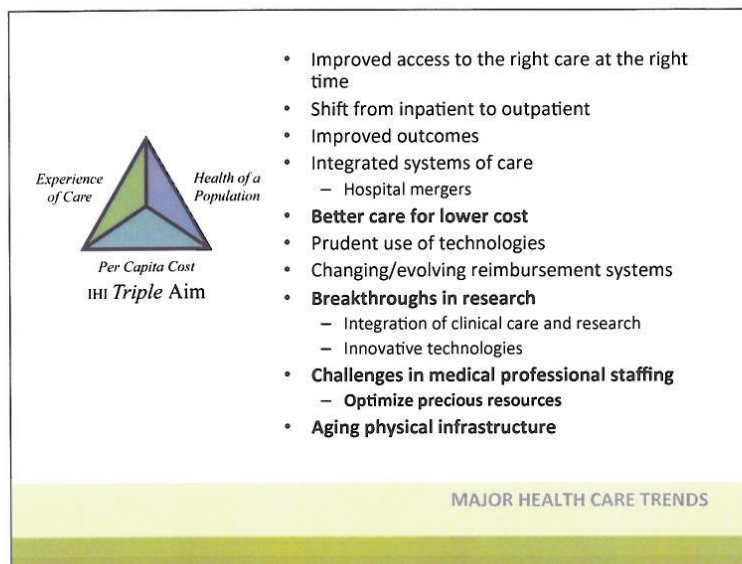 Experience
of Care
Health of a
Population
Per Capita Cost
IHI Triple Aim
• Improved access to the right care at the right
time
• Shift from inpatient to outpatient
• Improved outcomes
• Integrated systems of care
– Hospital mergers
• Better care for lower cost
• Prudent use of technologies
• Changing/evolving reimbursement systems
• Breakthroughs in research
– Integration of clinical care and research
– Innovative technologies
• Challenges in medical professional staffing
– Optimize precious resources
• Aging physical infrastructure
MAJOR HEALTH CARE TRENDS